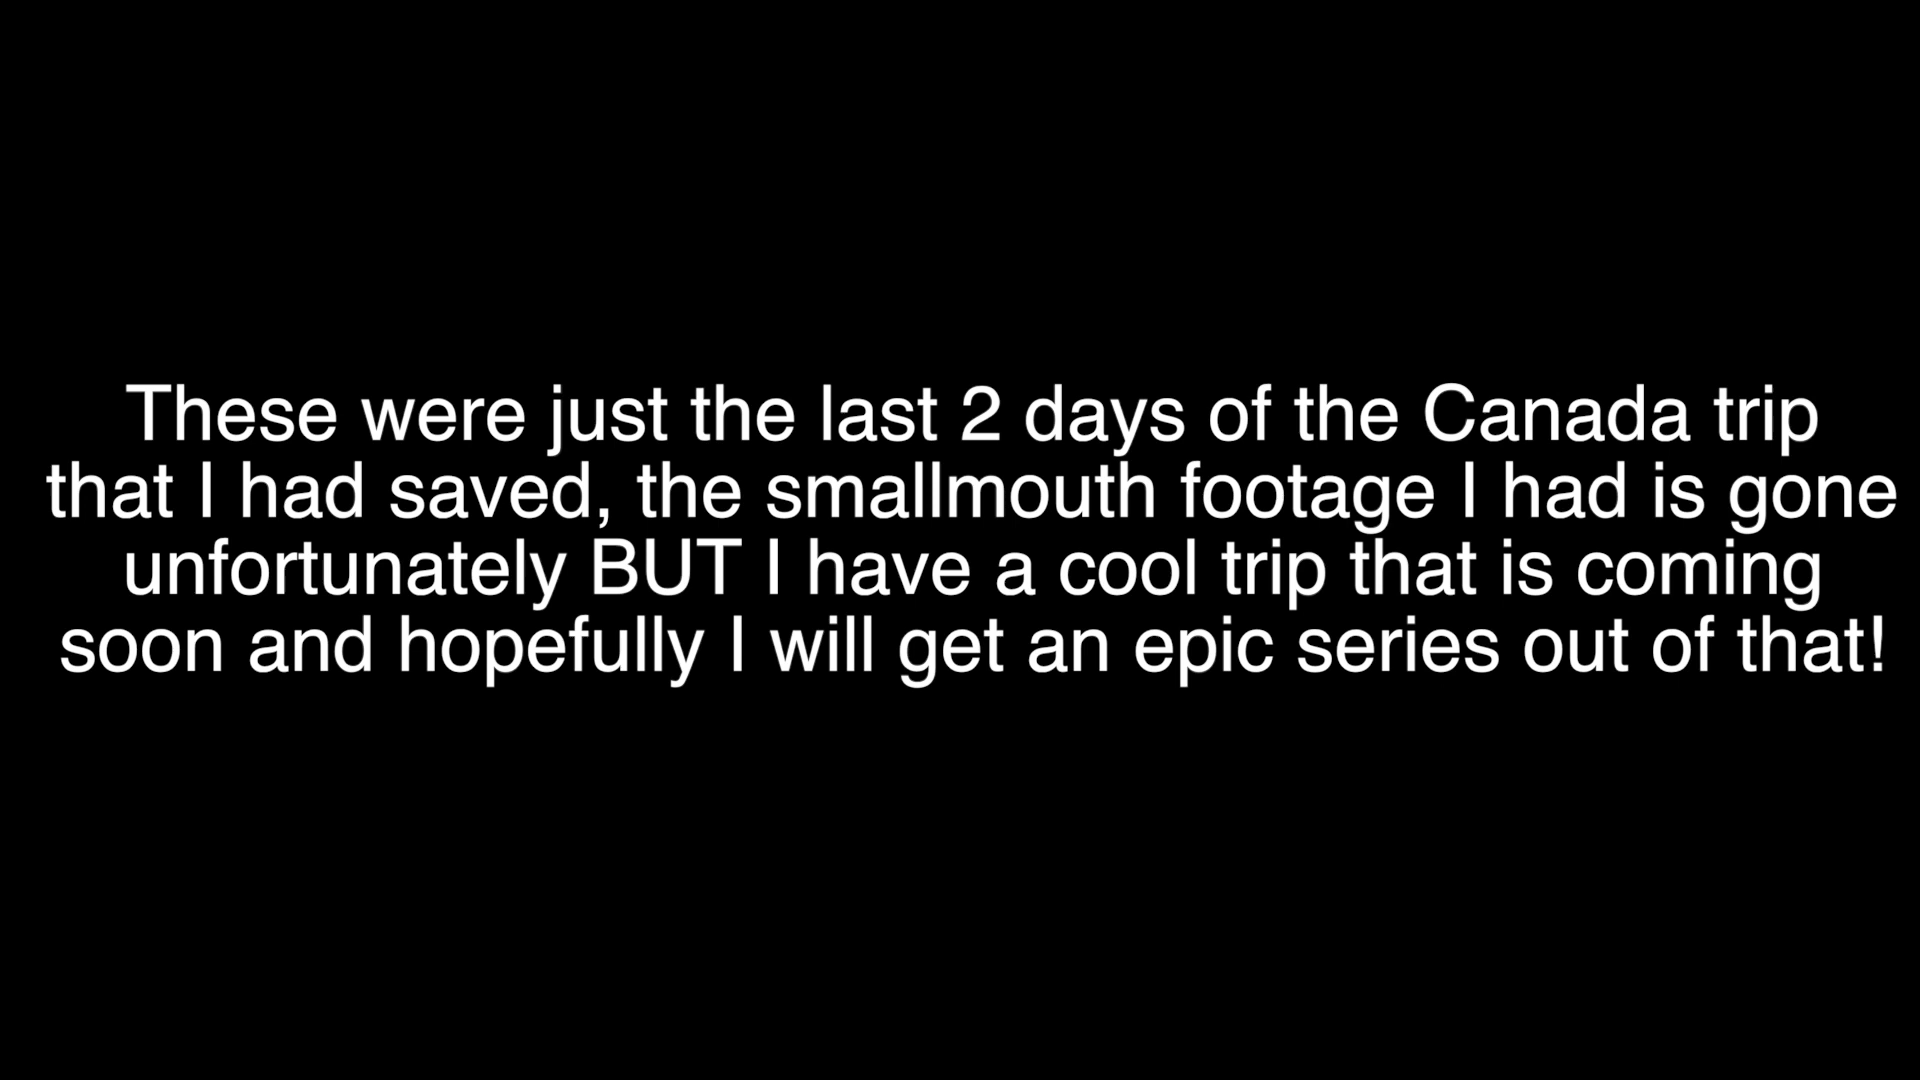 These were just the last 2 days of the Canada trip
that I had saved, the smallmouth footage I had is gone
unfortunately BUT I have a cool trip that is coming
soon and hopefully I will get an epic series out of that!